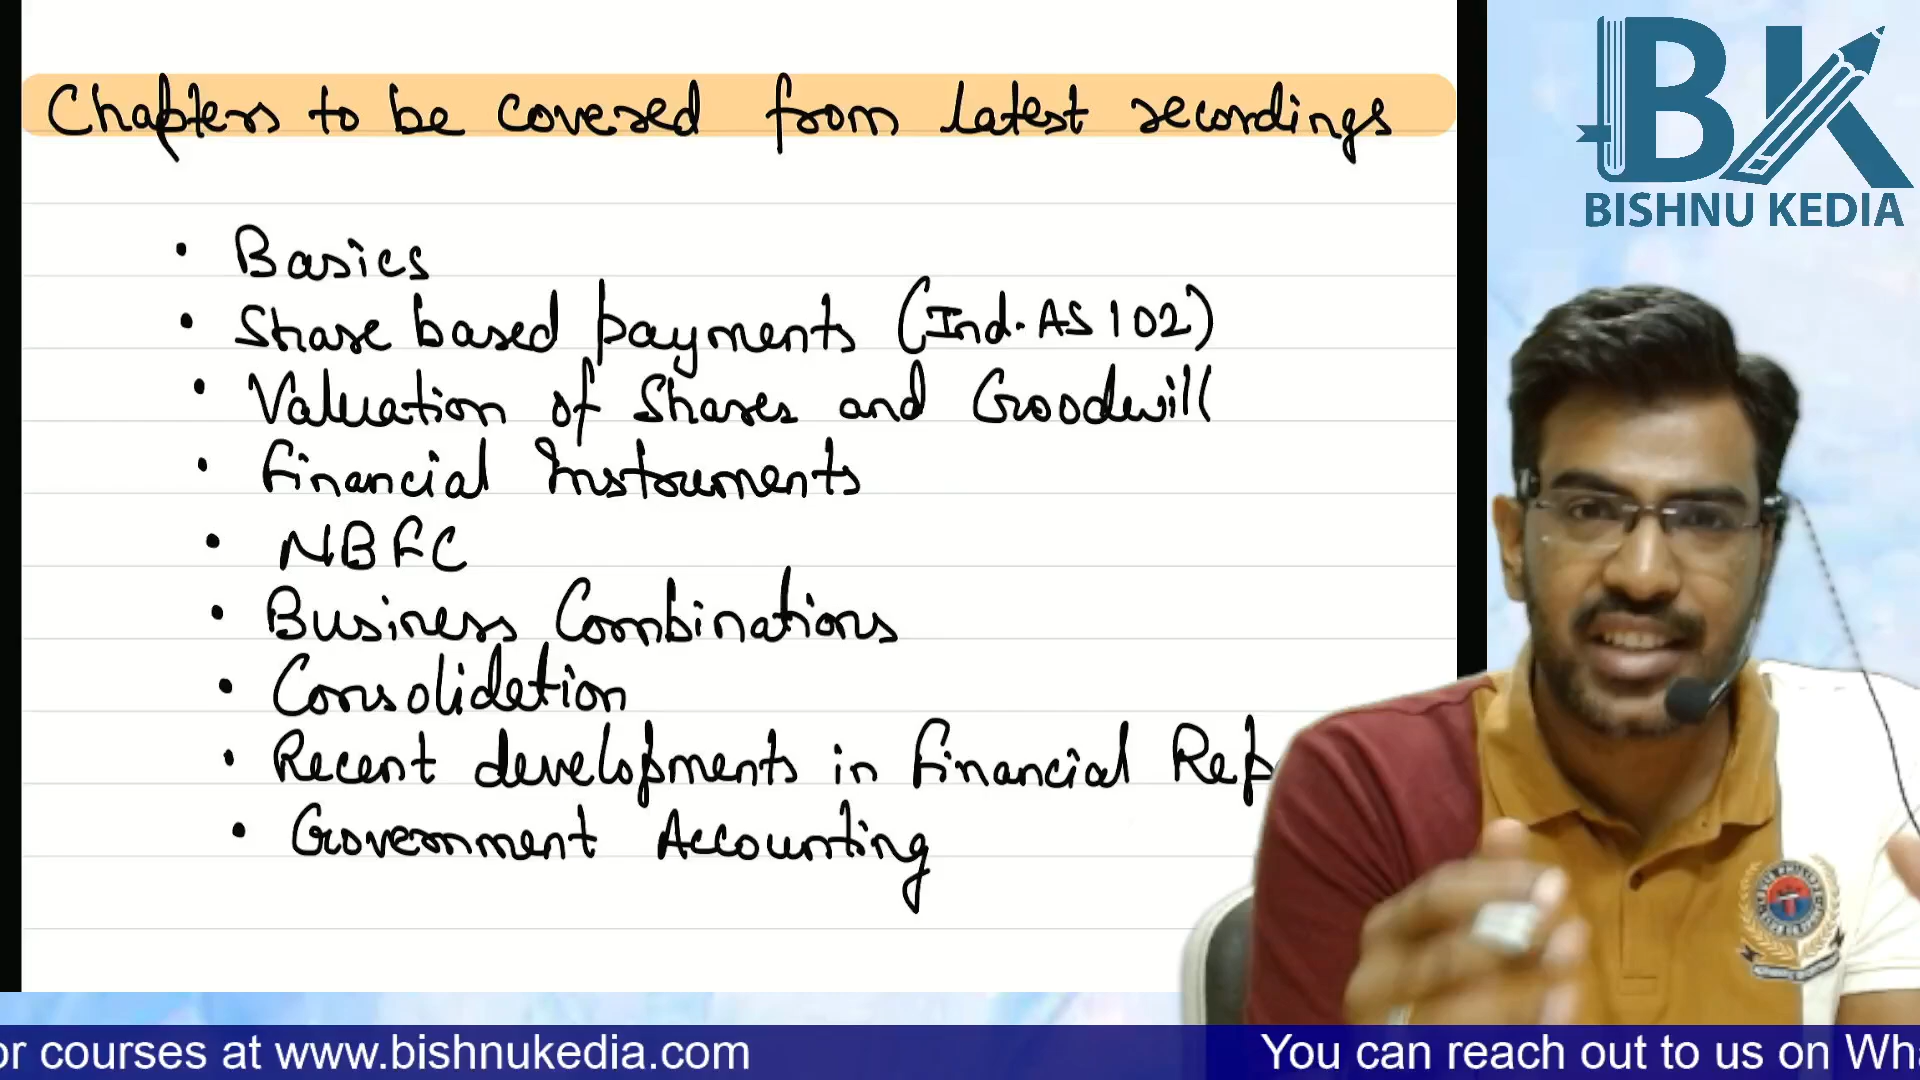 Chapters to be covered from latest recordings
• Basics
• Share based payments (Ind. AS 102)
• Valuation of Shares and Goodwill
• Financial Instruments
• NBFC
• Business Combinations
• Consolidation
• Recent developments in Financial Rep
• Government Accounting
BK
BISHNU KEDIA
or courses at www.bishnukedia.com
You can reach out to us on Wha